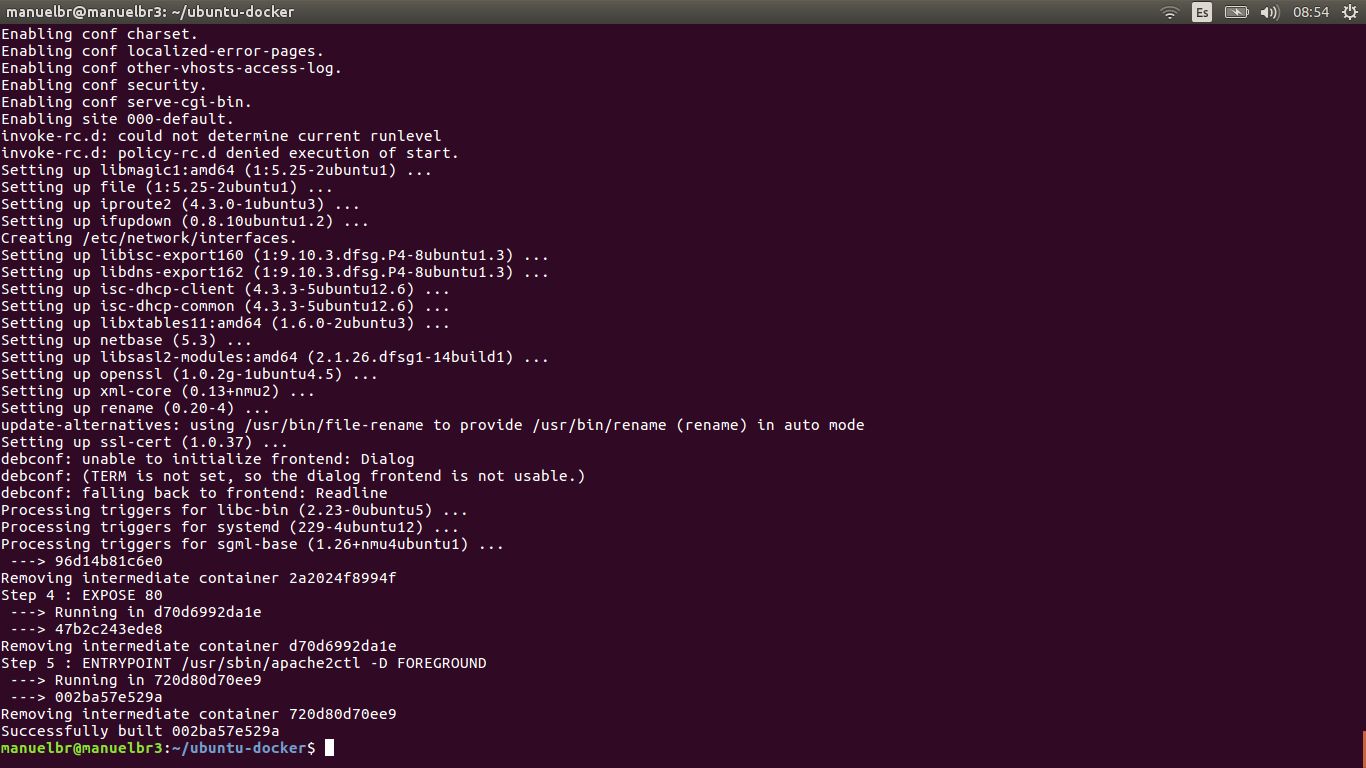 manuelbr@manuelbr3: ~/ubuntu-docker
Es
08:54
Enabling conf charset.
Enabling conf localized-error-pages.
Enabling conf other-vhosts-access-log.
Enabling conf security.
Enabling conf serve-cgi-bin.
Enabling site 000-default.
invoke-rc.d: could not determine current runlevel
invoke-rc.d: policy-rc.d denied execution of start.
Setting up libmagic1:amd64 (1:5.25-2ubuntu1) ...
Setting up file (1:5.25-2ubuntu1) ...
Setting up iproute2 (4.3.0-1ubuntu3) ...
Setting up ifupdown (0.8.10ubuntu1.2) ...
Creating /etc/network/interfaces.
Setting up libisc-export160 (1:9.10.3.dfsg.P4-8ubuntu1.3) ...
Setting up libdns-export162 (1:9.10.3.dfsg.P4-8ubuntu1.3) ...
Setting up isc-dhcp-client (4.3.3-5ubuntu12.6) ...
Setting up isc-dhcp-common (4.3.3-5ubuntu12.6) ...
Setting up libxtables11:amd64 (1.6.0-2ubuntu3) ...
Setting up netbase (5.3) ...
Setting up libsasl2-modules:amd64 (2.1.26.dfsg1-14build1) ...
Setting up openssl (1.0.2g-1ubuntu4.5) ...
Setting up xml-core (0.13+nmu2) ...
Setting up rename (0.20-4) ...
update-alternatives: using /usr/bin/file-rename to provide /usr/bin/rename (rename) in auto mode
Setting up ssl-cert (1.0.37) ...
debconf: unable to initialize frontend: Dialog
debconf: (TERM is not set, so the dialog frontend is not usable.)
debconf: falling back to frontend: Readline
Processing triggers for libc-bin (2.23-0ubuntu5) ...
Processing triggers for systemd (229-4ubuntu12) ...
Processing triggers for sgml-base (1.26+nmu4ubuntu1) ...
 ---> 96d14b81c6e0
Removing intermediate container 2a2024f8994f
Step 4 : EXPOSE 80
 ---> Running in d70d6992da1e
 ---> 47b2c243ede8
Removing intermediate container d70d6992da1e
Step 5 : ENTRYPOINT /usr/sbin/apache2ctl -D FOREGROUND
 ---> Running in 720d80d70ee9
 ---> 002ba57e529a
Removing intermediate container 720d80d70ee9
Successfully built 002ba57e529a
manuelbr@manuelbr3:~/ubuntu-docker$